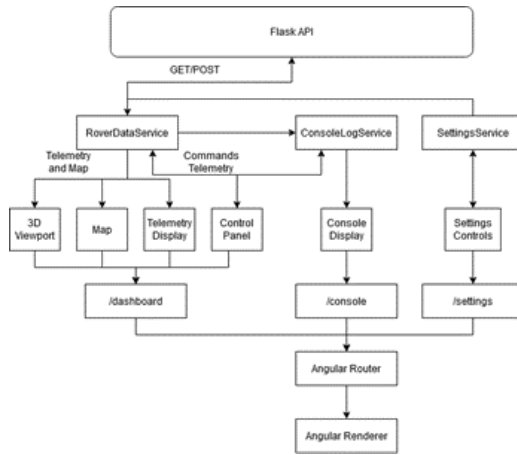 Flask API
GET/POST
RoverDataService
ConsoleLogService
SettingsService
Telemetry
and Map
Commands
Telemetry
3D
Viewport
Map
Telemetry
Display
Control
Panel
Console
Display
Settings
Controls
/dashboard
/console
/settings
Angular Router
Angular Renderer